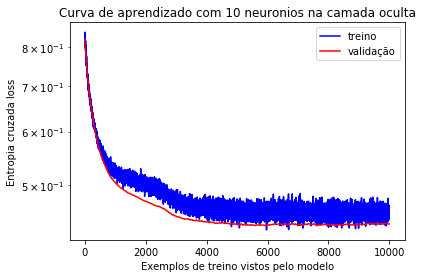 Curva de aprendizado com 10 neuronios na camada oculta
treino
validação
Entropia cruzada loss
8 × 10⁻¹
7 × 10⁻¹
6 × 10⁻¹
5 × 10⁻¹
0 2000 4000 6000 8000 10000
Exemplos de treino vistos pelo modelo